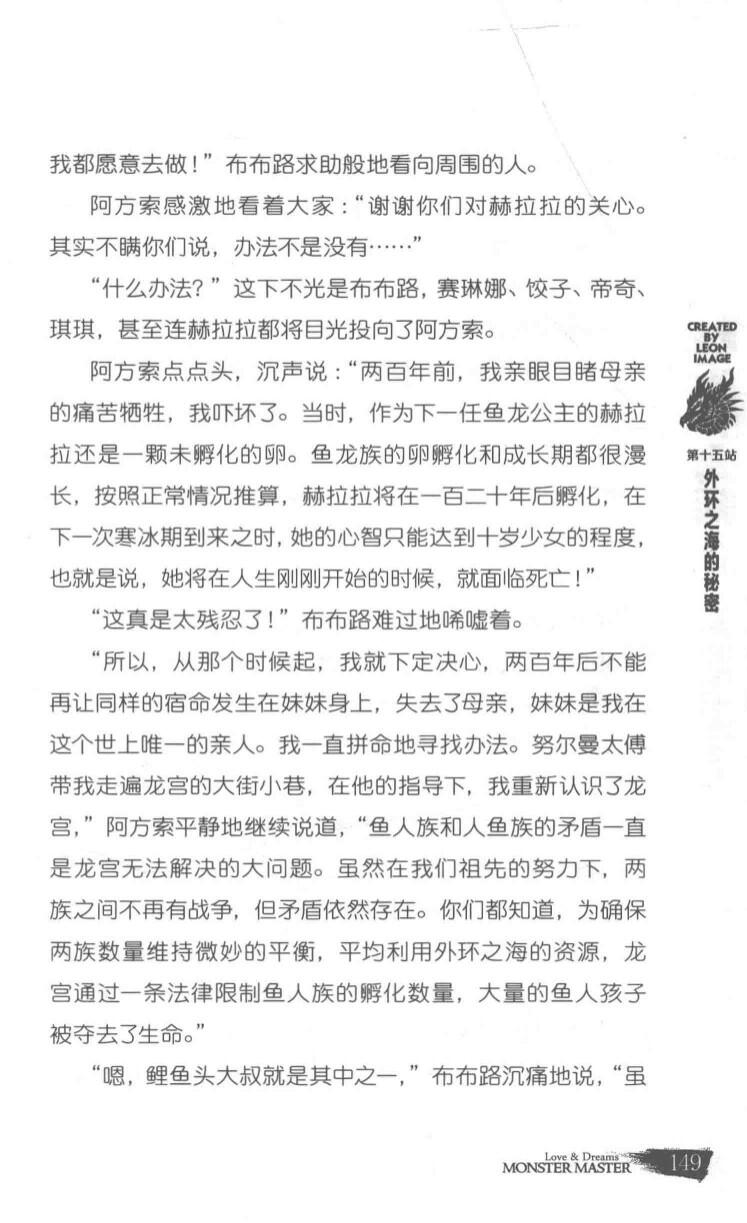 我都愿意去做！”布布路求助般地看向周围的人。
阿方索感激地看着大家：“谢谢你们对赫拉拉的关心。
其实不瞒你们说，办法不是没有……”
“什么办法？”这下不光是布布路，赛琳娜、饺子、帝奇、
琪琪，甚至连赫拉拉都将目光投向了阿方索。
阿方索点点头，沉声说：“两百年前，我亲眼目睹母亲
的痛苦牺牲，我吓坏了。当时，作为下一任鱼龙公主的赫拉
拉还是一颗未孵化的卵。鱼龙族的卵孵化和成长期都很漫
长，按照正常情况推算，赫拉拉将在一百二十年后孵化，在
下一次寒冰期到来之时，她的心智只能达到十岁少女的程度，
也就是说，她将在人生刚刚开始的时候，就面临死亡！”
“这真是太残忍了！”布布路难过地唏嘘着。
“所以，从那个时候起，我就下定决心，两百年后不能
再让同样的宿命发生在妹妹身上，失去了母亲，妹妹是我在
这个世上唯一的亲人。我一直拼命地寻找办法。努尔曼太傅
带我走遍龙宫的大街小巷，在他的指导下，我重新认识了龙
宫，”阿方索平静地继续说道，“鱼人族和人鱼族的矛盾一直
是龙宫无法解决的大问题。虽然在我们祖先的努力下，两
族之间不再有战争，但矛盾依然存在。你们都知道，为确保
两族数量维持微妙的平衡，平均利用外环之海的资源，龙
宫通过一条法律限制鱼人族的孵化数量，大量的鱼人孩子
被夺去了生命。”
“嗯，鲤鱼头大叔就是其中之一，”布布路沉痛地说，“虽
CREATED
BY
LEON
IMAGE
第十五站
外环之海的秘密
Love & Dreams
MONSTER MASTER
149